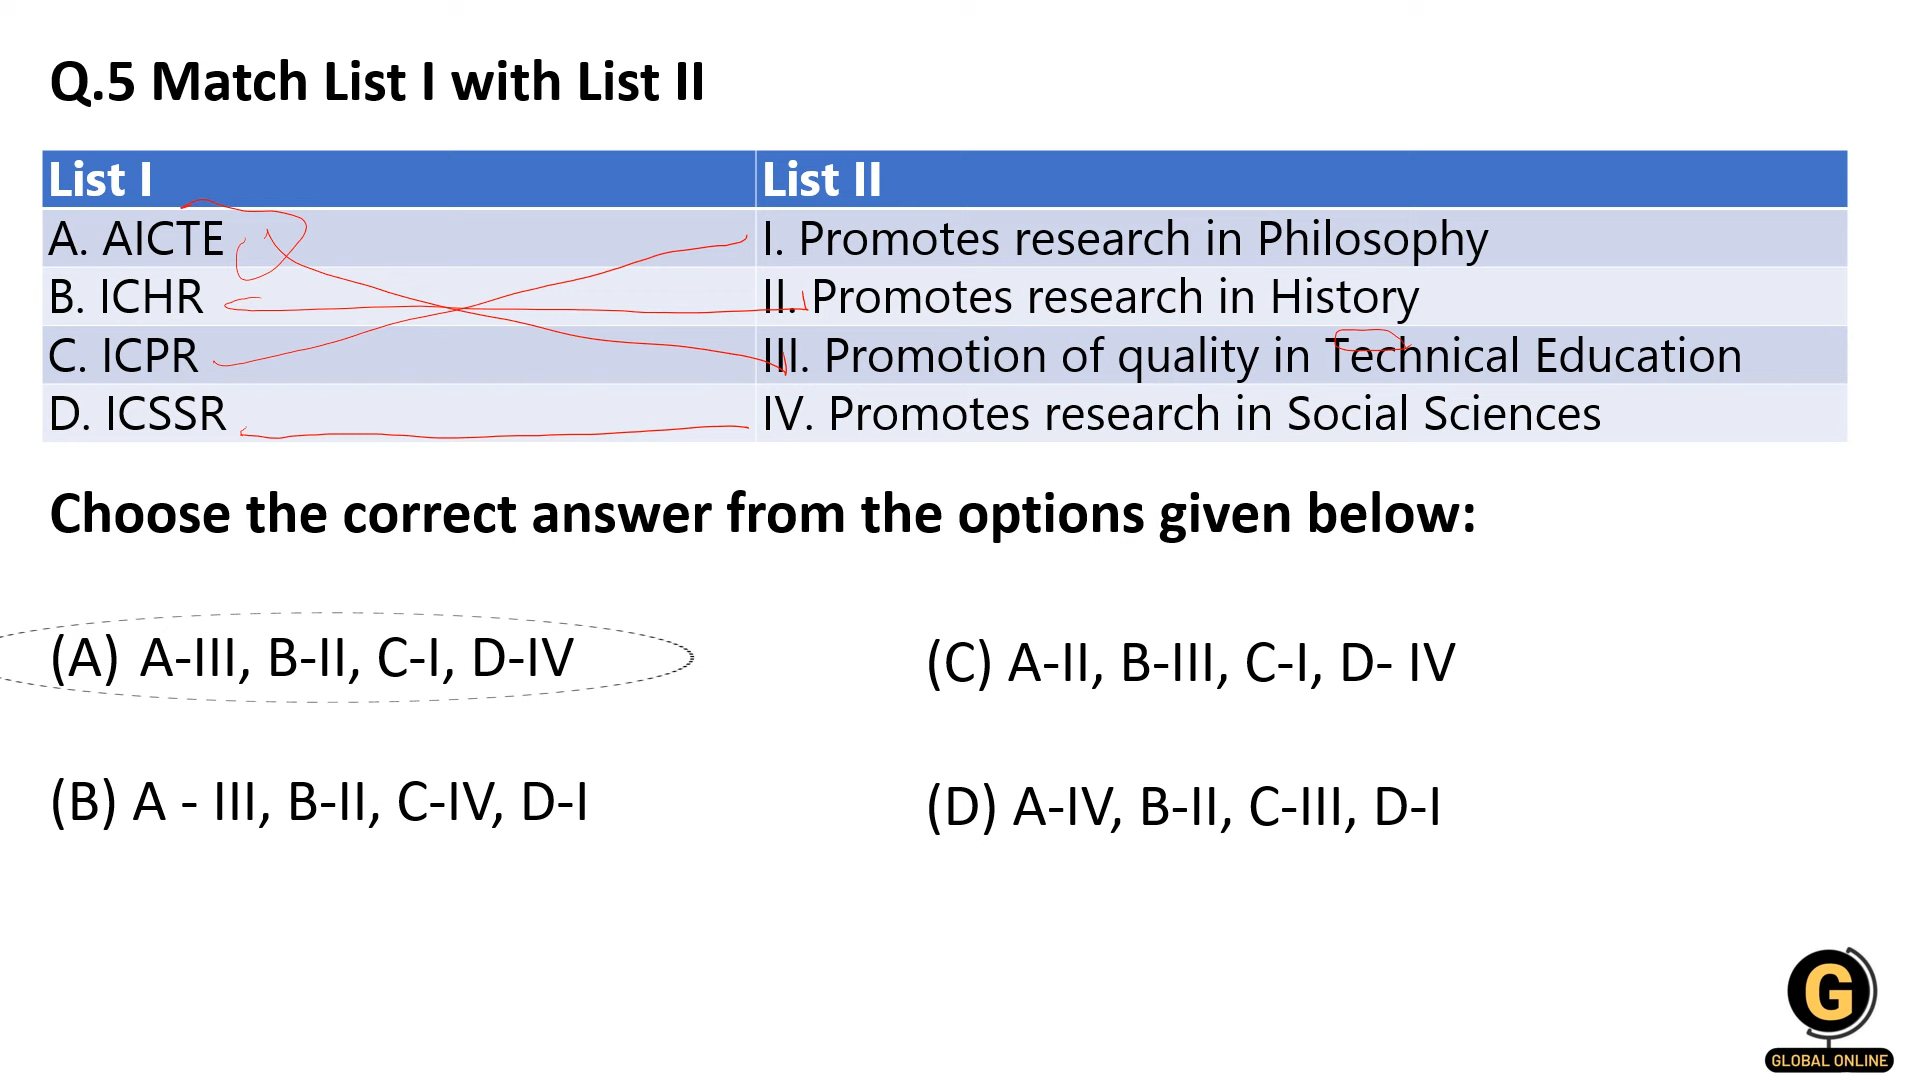 Q.5 Match List I with List II
List I List II
A. AICTE I. Promotes research in Philosophy
B. ICHR II. Promotes research in History
C. ICPR III. Promotion of quality in Technical Education
D. ICSSR IV. Promotes research in Social Sciences
Choose the correct answer from the options given below:
(A) A-III, B-II, C-I, D-IV (C) A-II, B-III, C-I, D- IV
(B) A - III, B-II, C-IV, D-I (D) A-IV, B-II, C-III, D-I
G
GLOBAL ONLINE